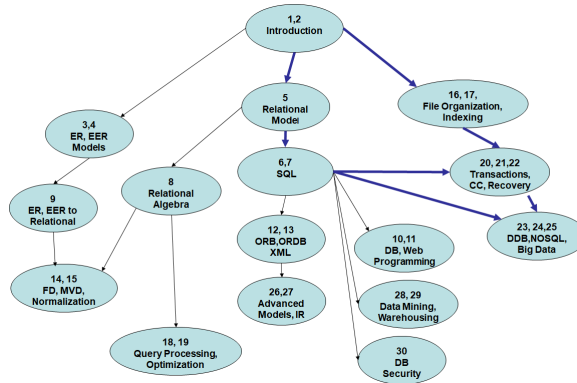 1,2
Introduction
5
Relational
Model
16, 17,
File Organization,
Indexing
3,4
ER, EER
Models
6,7
SQL
20, 21,22
Transactions,
CC, Recovery
8
Relational
Algebra
9
ER, EER to
Relational
12, 13
ORB,ORDB
XML
10,11
DB, Web
Programming
23, 24,25
DDB,NOSQL,
Big Data
14, 15
FD, MVD,
Normalization
26,27
Advanced
Models, IR
28, 29
Data Mining,
Warehousing
18, 19
Query Processing,
Optimization
30
DB
Security